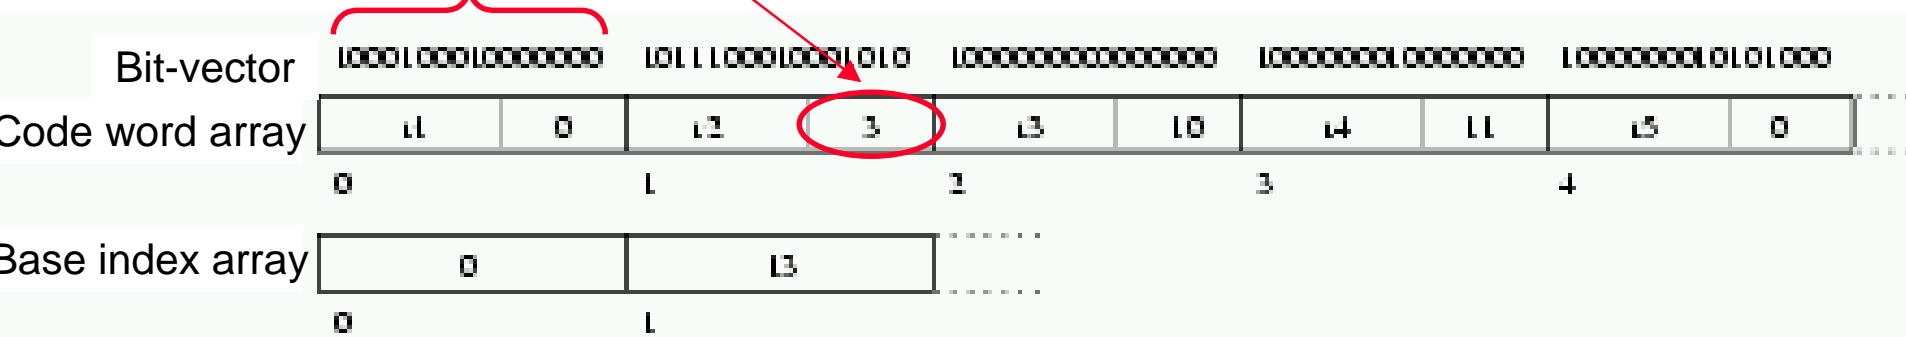 Bit-vector 1000100010000000 1011100010001010 1000000000000000 1000000010000000 1000000010101000
Code word array r1 0 r2 3 r3 10 r4 11 r5 0
0 1 2 3 4
Base index array 0 13
0 1